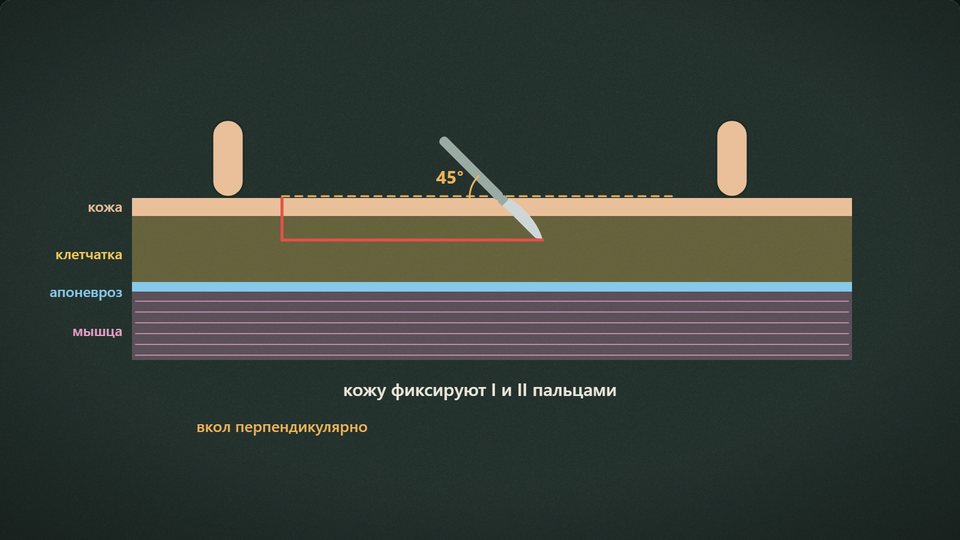 45°
кожа
клетчатка
апоневроз
мышца
кожу фиксируют I и II пальцами
вкол перпендикулярно